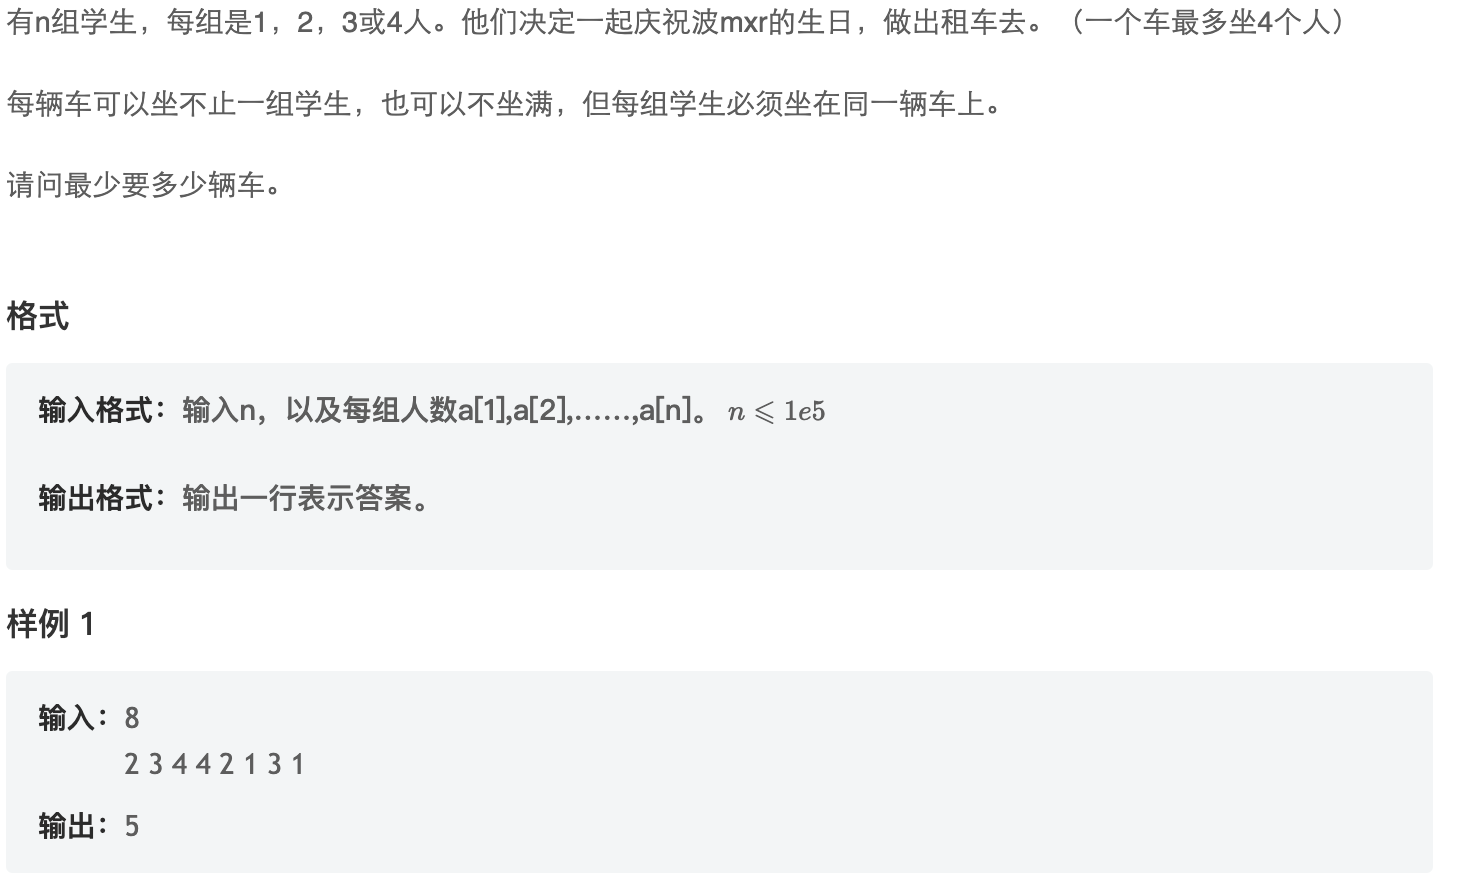 有n组学生，每组是1，2，3或4人。他们决定一起庆祝波mxr的生日，做出租车去。（一个车最多坐4个人）
每辆车可以坐不止一组学生，也可以不坐满，但每组学生必须坐在同一辆车上。
请问最少要多少辆车。
格式
输入格式：输入n，以及每组人数a[1],a[2],……,a[n]。 n ⩽ 1e5
输出格式：输出一行表示答案。
样例 1
输入：8
2 3 4 4 2 1 3 1
输出：5